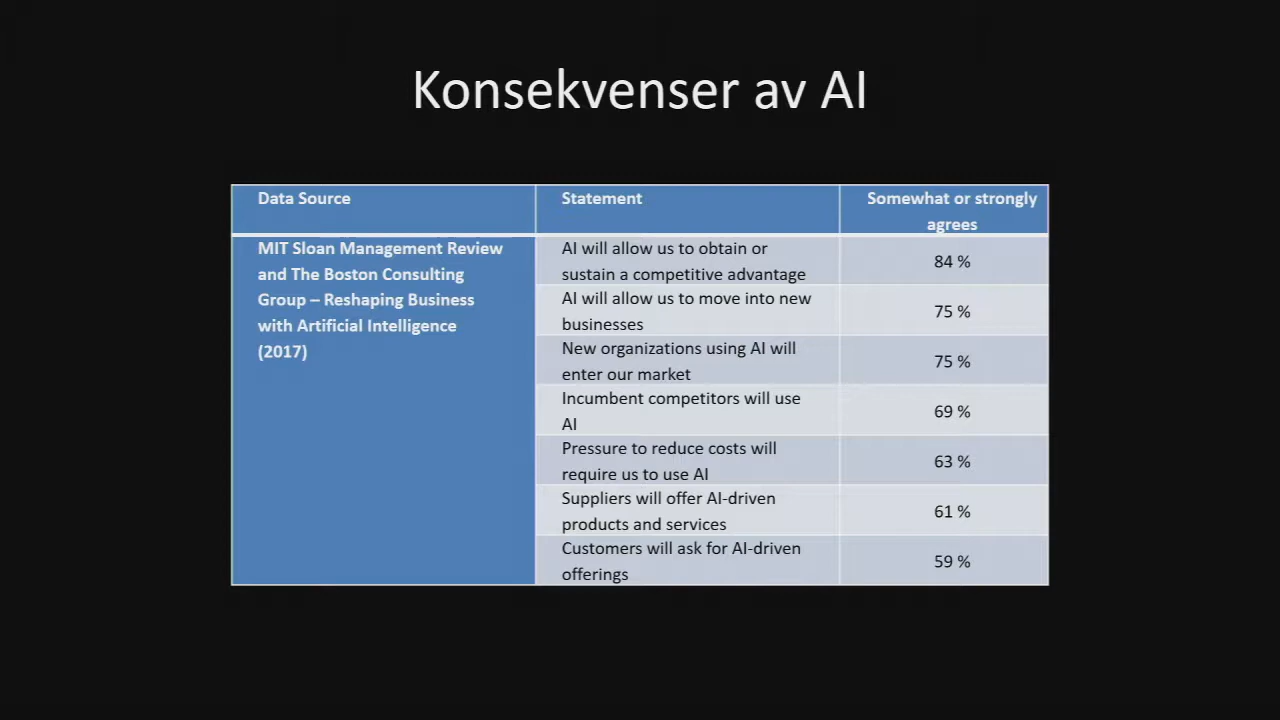 Konsekvenser av AI
Data Source
Statement
Somewhat or strongly
agrees
MIT Sloan Management Review
and The Boston Consulting
Group – Reshaping Business
with Artificial Intelligence
(2017)
AI will allow us to obtain or
sustain a competitive advantage
84 %
AI will allow us to move into new
businesses
75 %
New organizations using AI will
enter our market
75 %
Incumbent competitors will use
AI
69 %
Pressure to reduce costs will
require us to use AI
63 %
Suppliers will offer AI-driven
products and services
61 %
Customers will ask for AI-driven
offerings
59 %